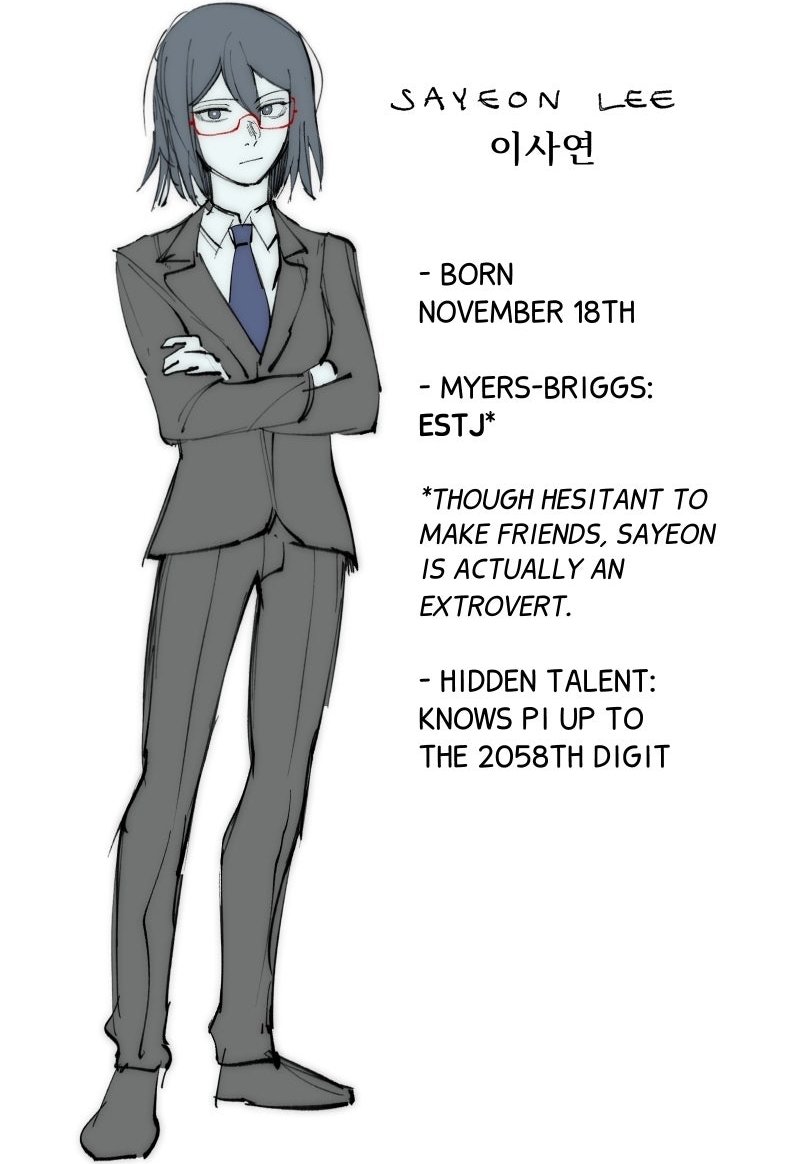 SAYEON LEE
이사연
- BORN
NOVEMBER 18TH
- MYERS-BRIGGS:
ESTJ*
*THOUGH HESITANT TO
MAKE FRIENDS, SAYEON
IS ACTUALLY AN
EXTROVERT.
- HIDDEN TALENT:
KNOWS PI UP TO
THE 2058TH DIGIT